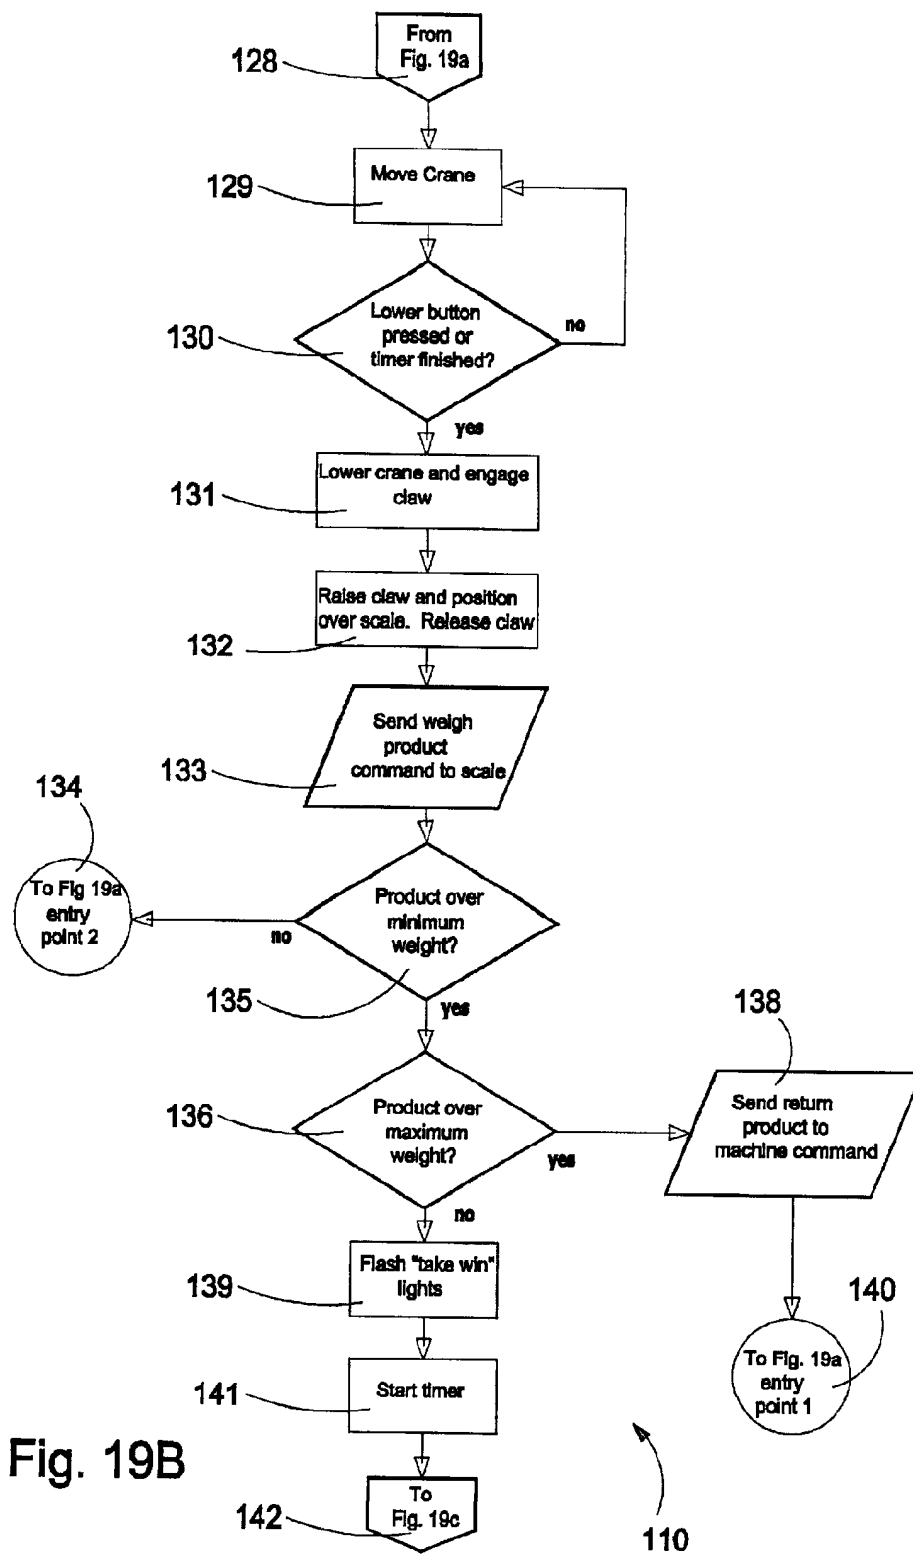 From
Fig. 19a
128
Move Crane
129
Lower button
pressed or
timer finished?
no
130
yes
Lower crane and engage
claw
131
Raise claw and position
over scale. Release claw
132
Send weigh
product
command to scale
133
134
To Fig 19a
entry
point 2
no
Product over
minimum
weight?
135
yes
138
Send return
product to
machine command
136
Product over
maximum
weight?
yes
no
Flash "take win"
lights
139
140
To Fig. 19a
entry
point 1
Start timer
141
Fig. 19B
To
Fig. 19c
142
110